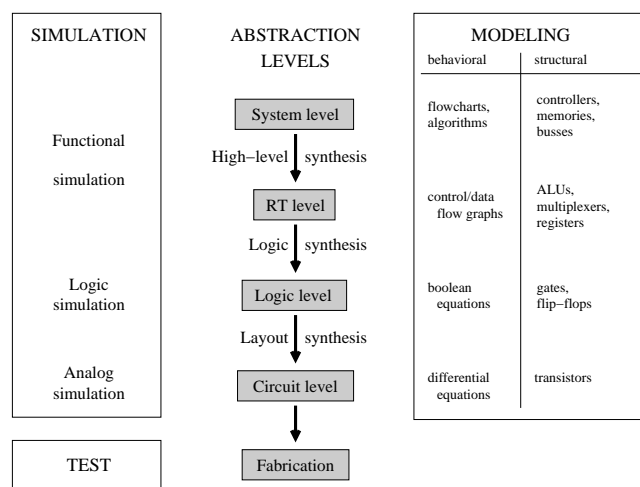 SIMULATION
Functional
simulation
Logic
simulation
Analog
simulation
TEST
ABSTRACTION
LEVELS
System level
High−level synthesis
RT level
Logic synthesis
Logic level
Layout synthesis
Circuit level
Fabrication
MODELING
behavioral structural
flowcharts,
algorithms
controllers,
memories,
busses
control/data
flow graphs
ALUs,
multiplexers,
registers
boolean
equations
gates,
flip−flops
differential
equations
transistors